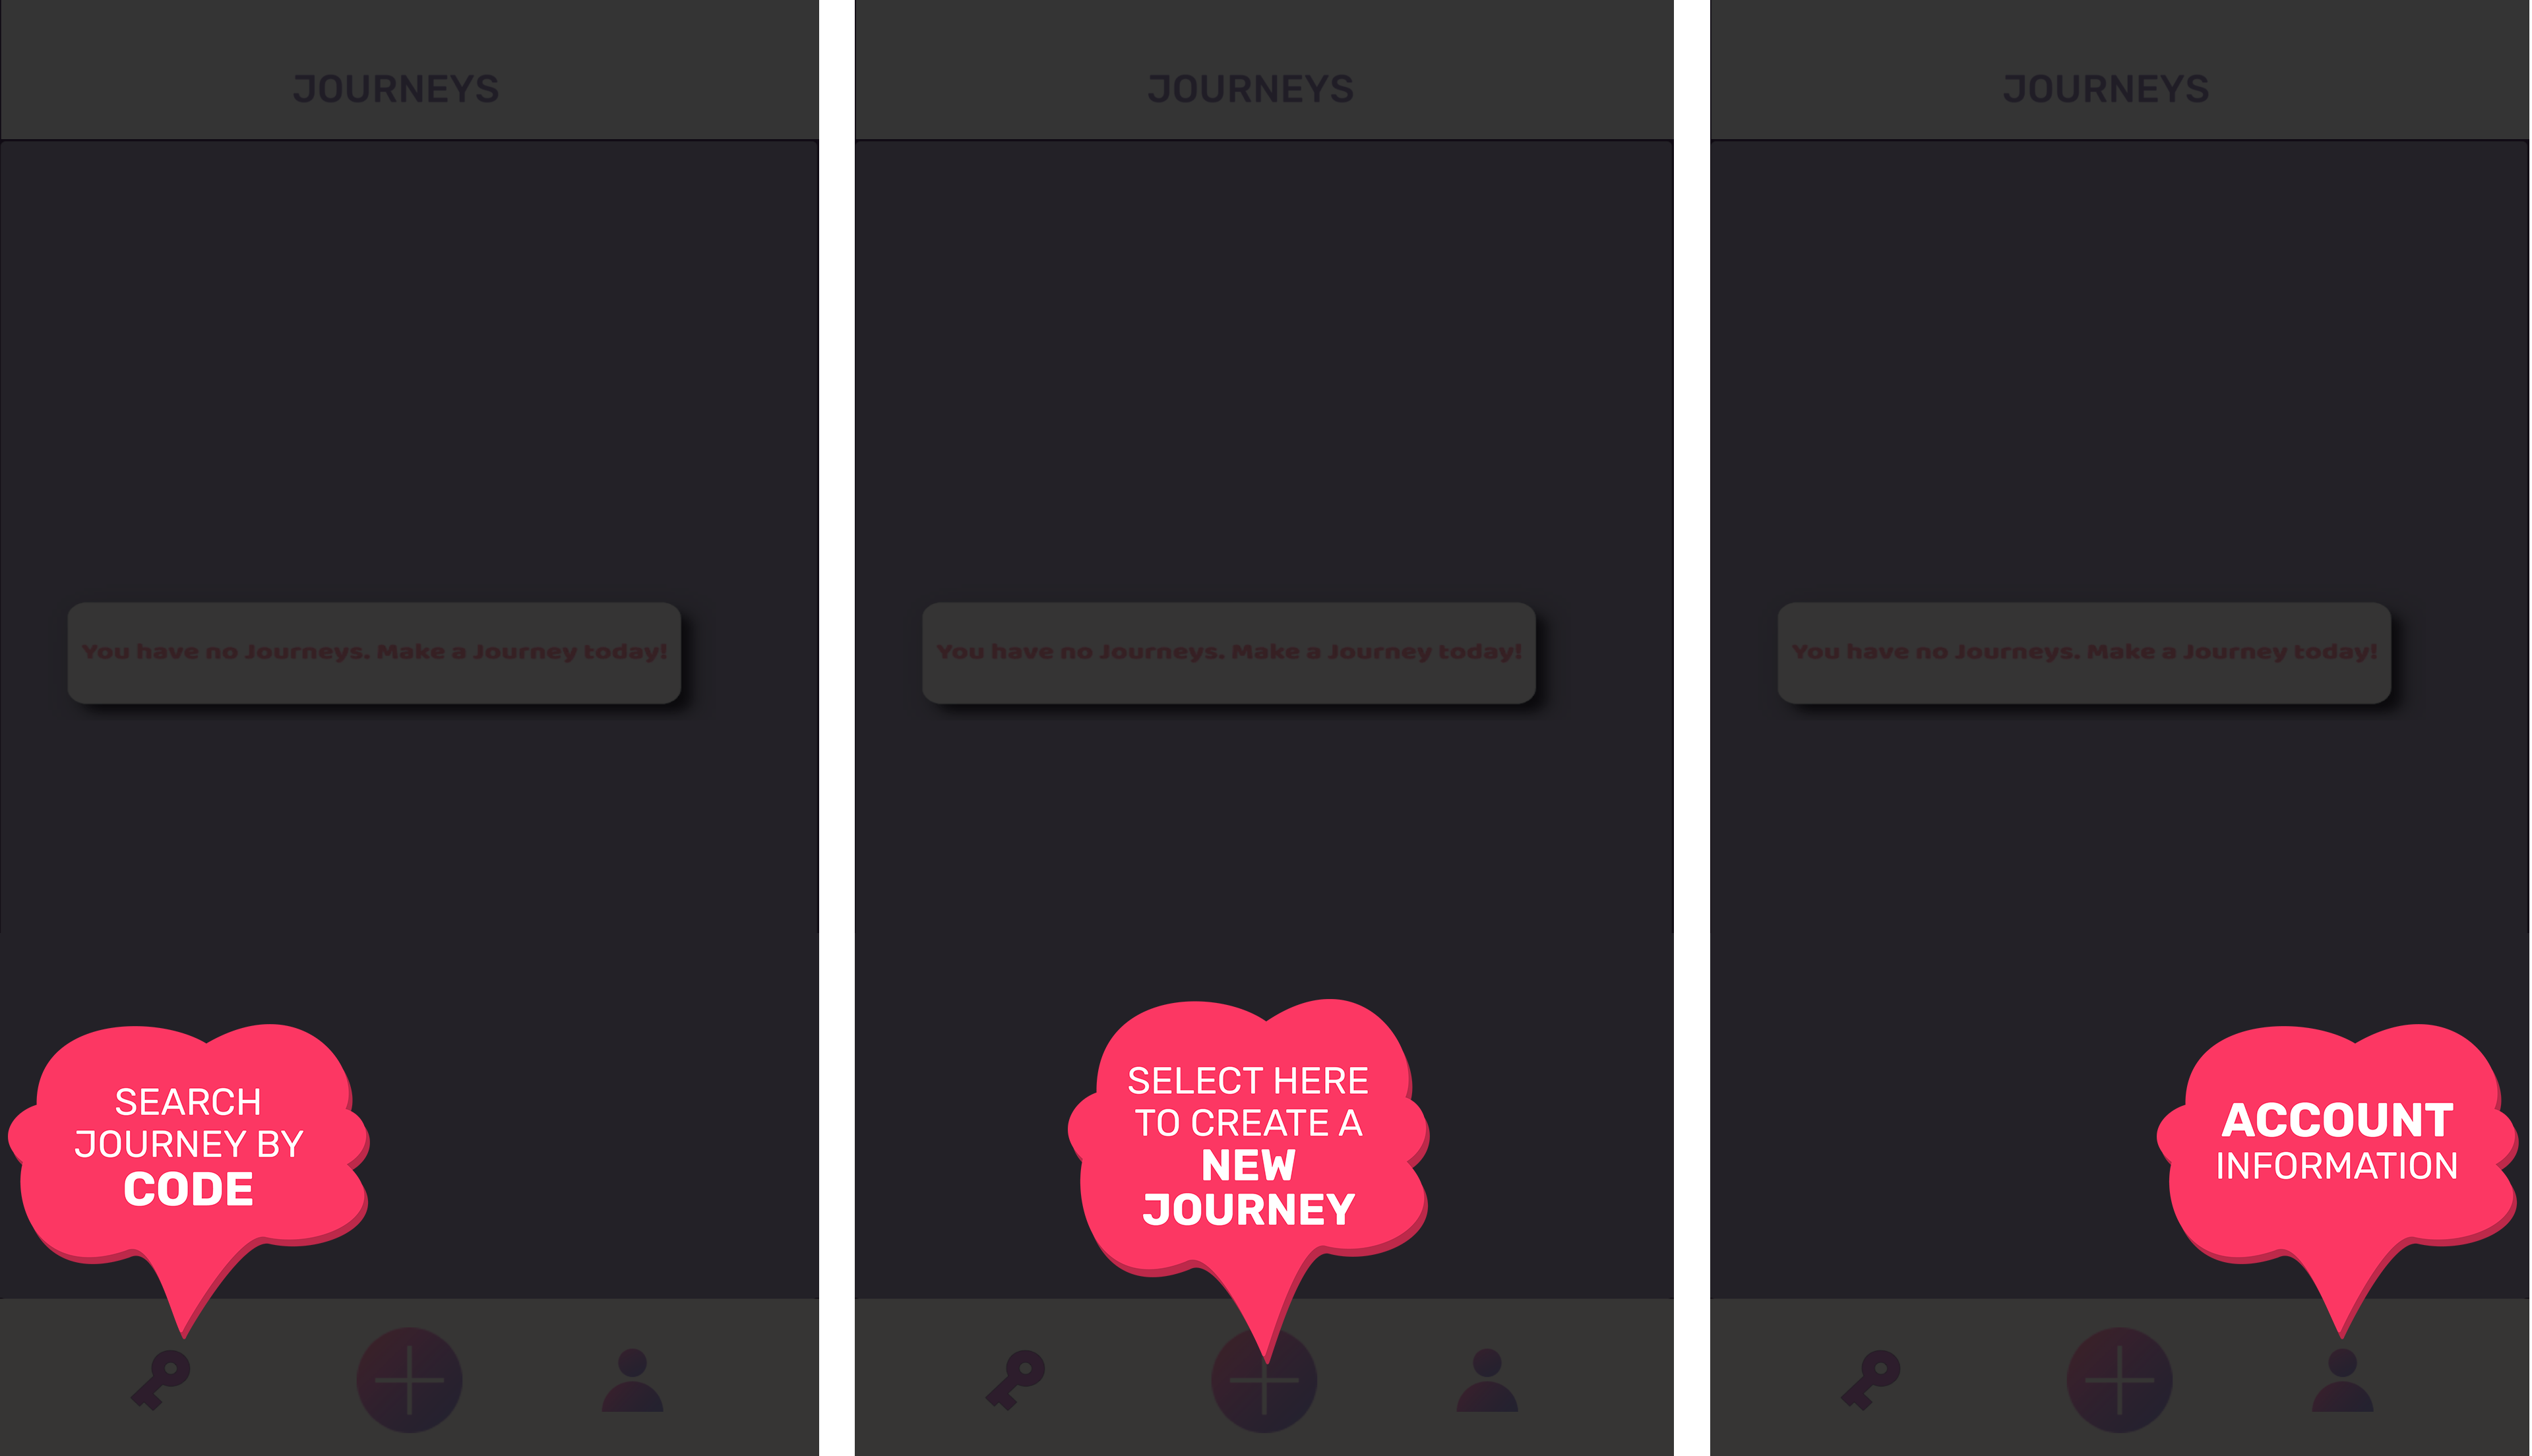 JOURNEYS
You have no Journeys. Make a Journey today!
SEARCH
JOURNEY BY
CODE
JOURNEYS
You have no Journeys. Make a Journey today!
SELECT HERE
TO CREATE A
NEW
JOURNEY
JOURNEYS
You have no Journeys. Make a Journey today!
ACCOUNT
INFORMATION